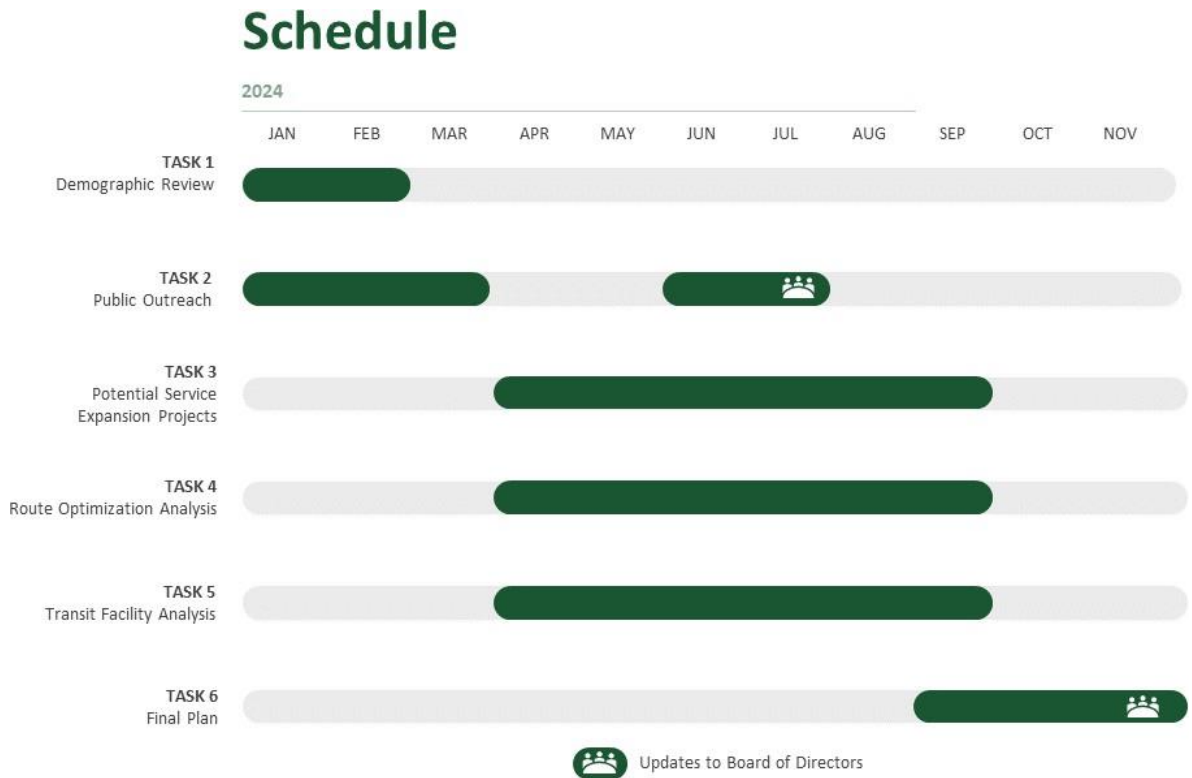 Schedule
2024
JAN FEB MAR APR MAY JUN JUL AUG SEP OCT NOV
TASK 1
Demographic Review
TASK 2
Public Outreach
TASK 3
Potential Service
Expansion Projects
TASK 4
Route Optimization Analysis
TASK 5
Transit Facility Analysis
TASK 6
Final Plan
Updates to Board of Directors